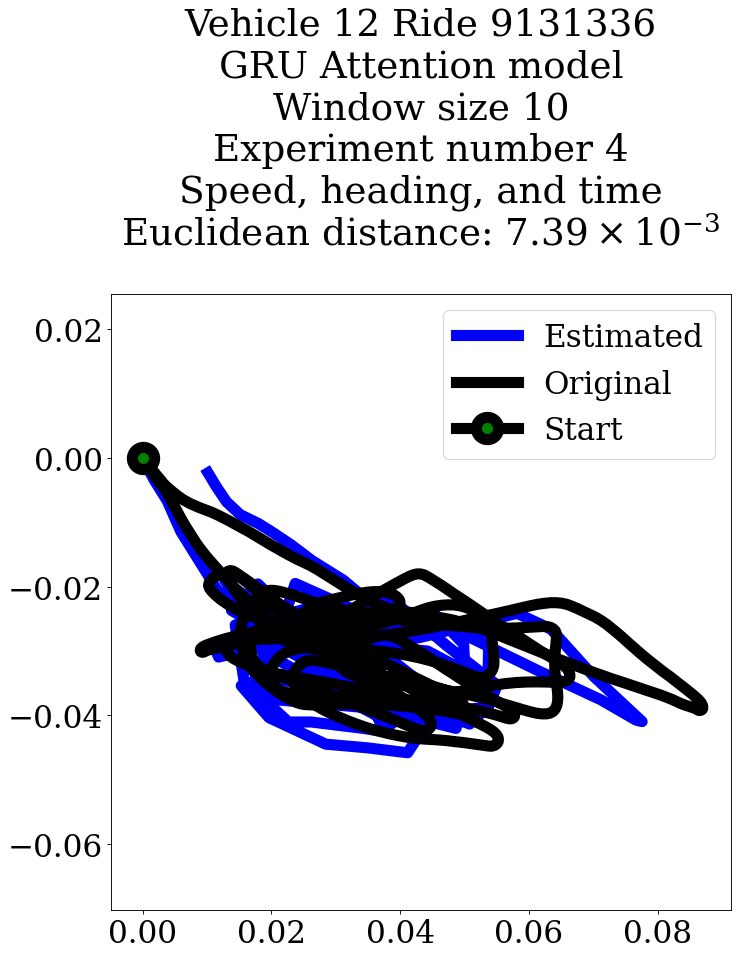 Vehicle 12 Ride 9131336
GRU Attention model
Window size 10
Experiment number 4
Speed, heading, and time
Euclidean distance: 7.39 × 10⁻³
Estimated
Original
Start
0.02
0.00
−0.02
−0.04
−0.06
0.00 0.02 0.04 0.06 0.08